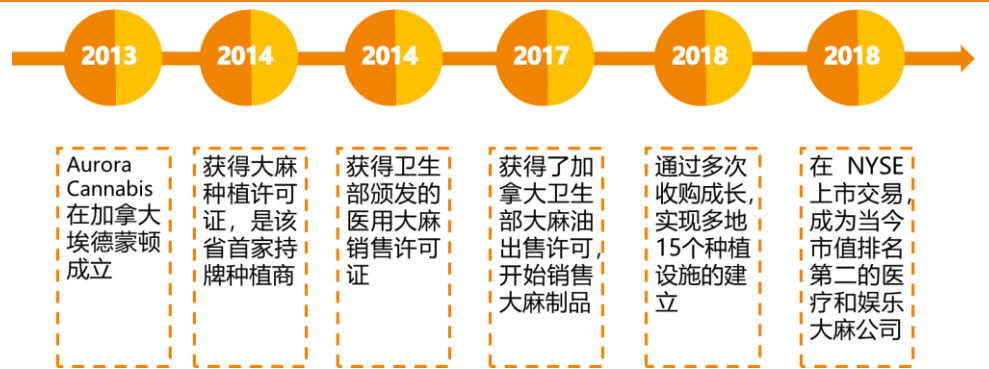 2013
2014
2014
2017
2018
2018
Aurora
Cannabis
在加拿大
埃德蒙顿
成立
获得大麻
种植许可
证，是该
省首家持
牌种植商
获得卫生
部颁发的
医用大麻
销售许可
证
获得了加
拿大卫生
部大麻油
出售许可,
开始销售
大麻制品
通过多次
收购成长，
实现多地
15个种植
设施的建
立
在 NYSE
上市交易，
成为当今
市值排名
第二的医
疗和娱乐
大麻公司